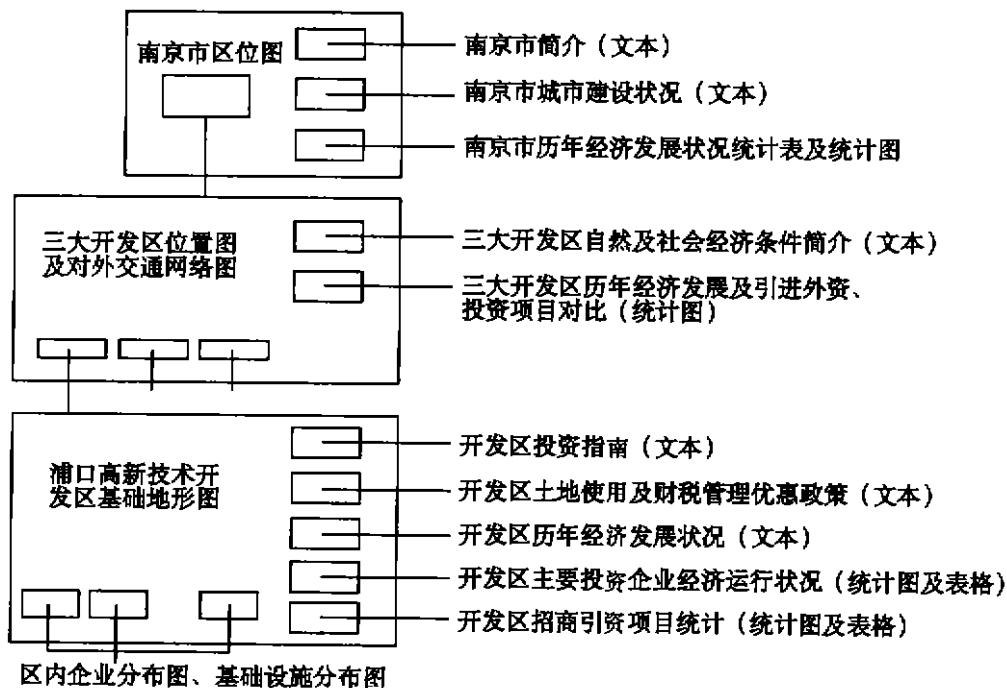 南京市区位图
南京市简介（文本）
南京市城市建设状况（文本）
南京市历年经济发展状况统计表及统计图
三大开发区位置图
及对外交通网络图
三大开发区自然及社会经济条件简介（文本）
三大开发区历年经济发展及引进外资、
投资项目对比（统计图）
浦口高新技术开
发区基础地形图
开发区投资指南（文本）
开发区土地使用及财税管理优惠政策（文本）
开发区历年经济发展状况（文本）
开发区主要投资企业经济运行状况（统计图及表格）
开发区招商引资项目统计（统计图及表格）
区内企业分布图、基础设施分布图